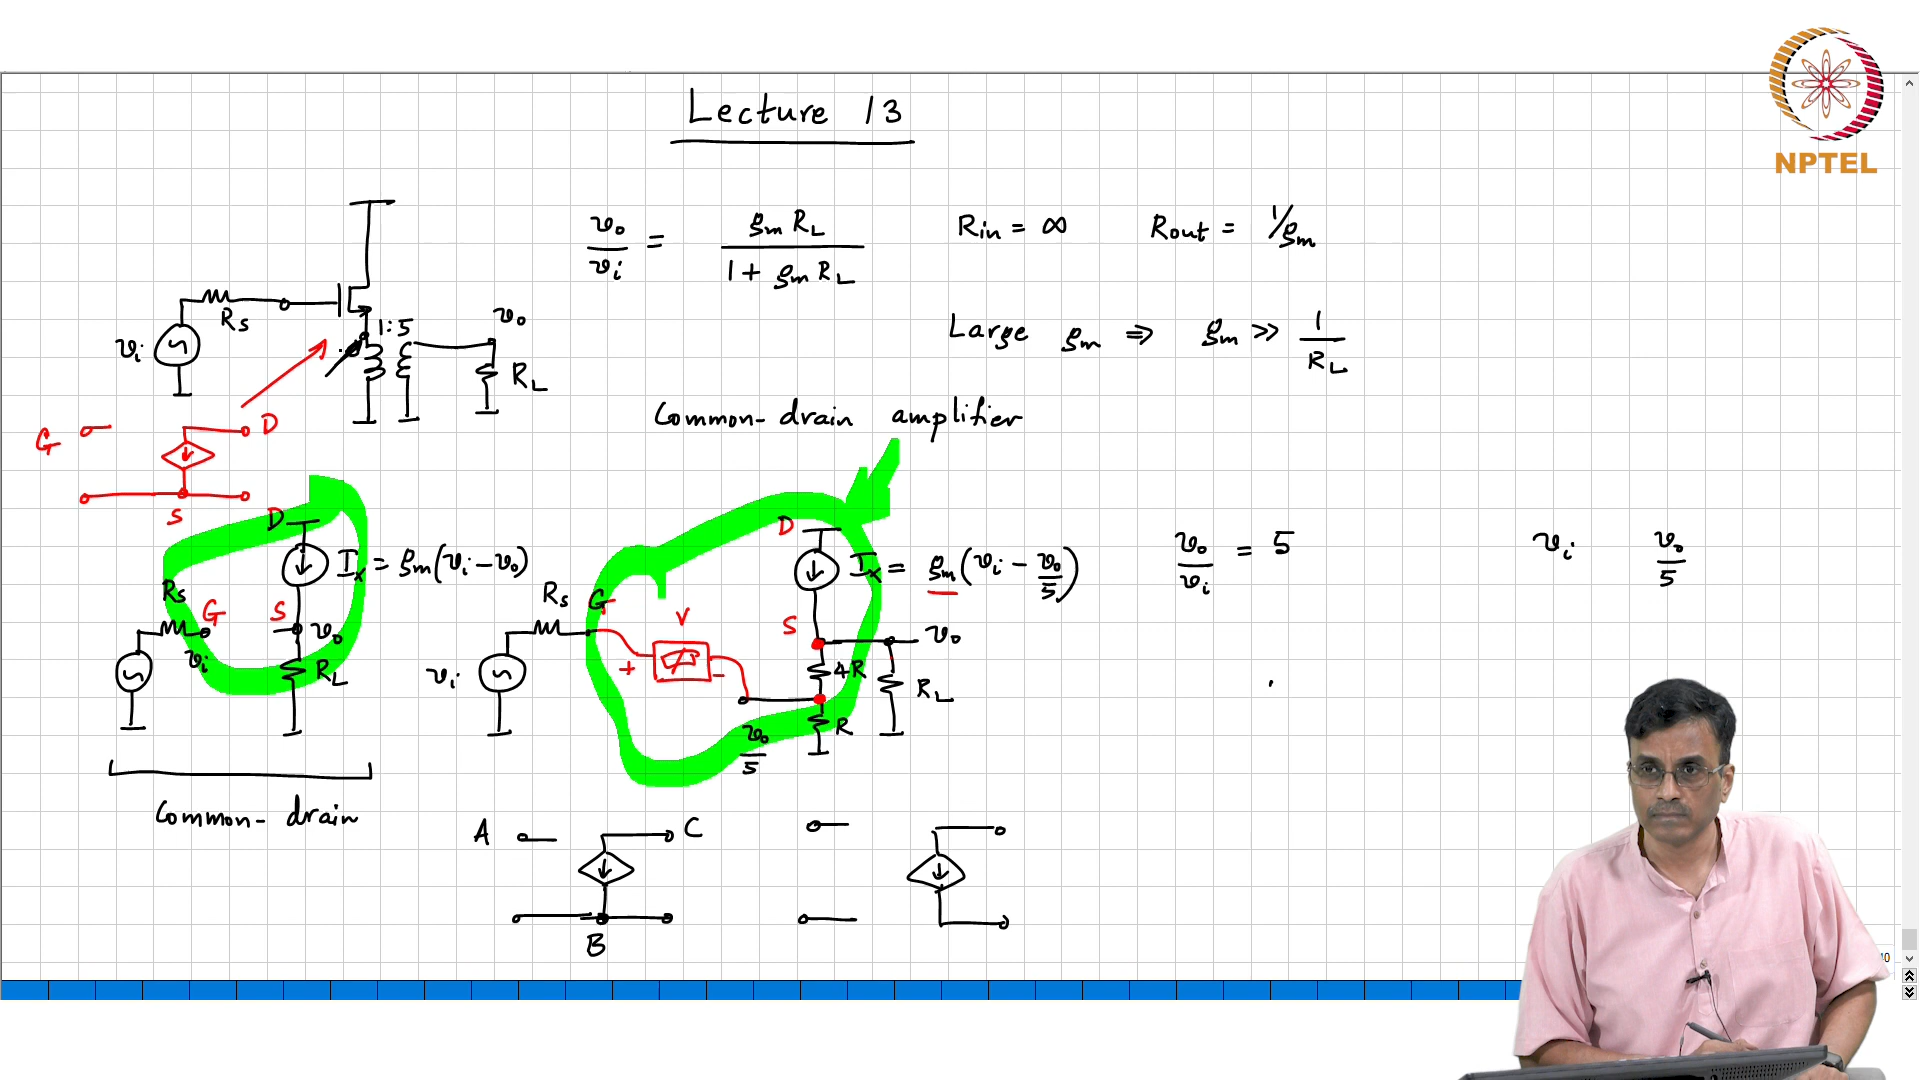 Lecture 13
NPTEL
vo/vi = gm RL / (1 + gm RL)
Rin = ∞
Rout = 1/gm
vi
Rs
1:5
vo
RL
Large gm ⇒ gm >> 1/RL
Common-drain amplifier
G
D
S
D
Ix = gm(vi - vo)
Rs
G
S
vo
vi
RL
Common-drain
D
Ix = gm(vi - vo/5)
Rs
G
V
S
vo
+
-
vi
4R
RL
R
vo/5
vo/vi = 5
vi
vo/5
A
C
B
40